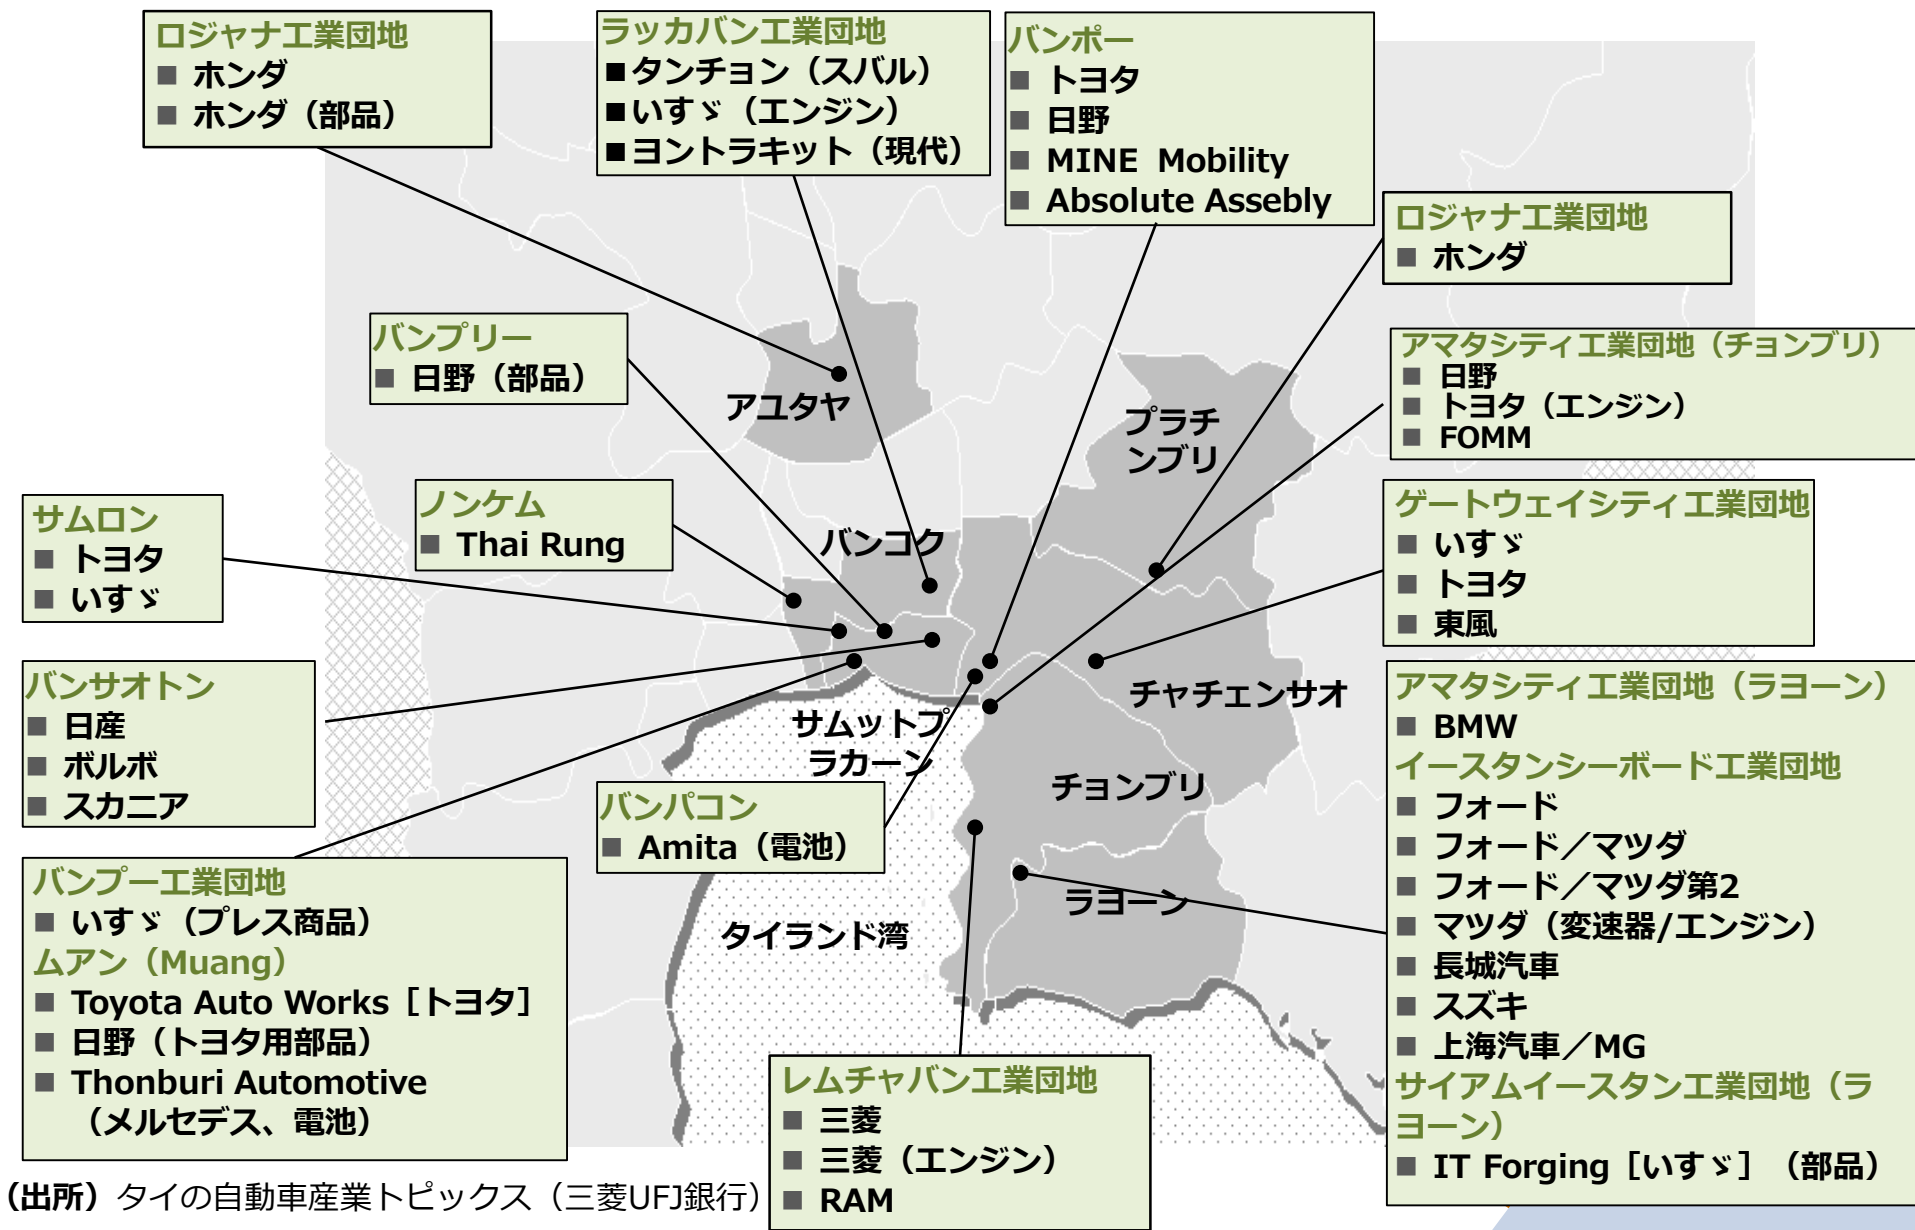 ロジャナ工業団地
■ ホンダ
■ ホンダ（部品）
ラッカバン工業団地
■タンチョン（スバル）
■いすゞ（エンジン）
■ヨントラキット（現代）
バンポー
■ トヨタ
■ 日野
■ MINE Mobility
■ Absolute Assebly
ロジャナ工業団地
■ ホンダ
バンプリー
■ 日野（部品）
アマタシティ工業団地（チョンブリ）
■ 日野
■ トヨタ（エンジン）
■ FOMM
アユタヤ
プラチ
ンブリ
サムロン
■ トヨタ
■ いすゞ
ノンケム
■ Thai Rung
バンコク
ゲートウェイシティ工業団地
■ いすゞ
■ トヨタ
■ 東風
バンサオトン
■ 日産
■ ボルボ
■ スカニア
サムットプ
ラカーン
チャチェンサオ
チョンブリ
バンパコン
■ Amita（電池）
アマタシティ工業団地（ラヨーン）
■ BMW
イースタンシーボード工業団地
■ フォード
■ フォード／マツダ
■ フォード／マツダ第2
■ マツダ（変速器/エンジン）
■ 長城汽車
■ スズキ
■ 上海汽車／MG
サイアムイースタン工業団地（ラ
ヨーン）
■ IT Forging［いすゞ］（部品）
バンプー工業団地
■ いすゞ（プレス商品）
ムアン（Muang）
■ Toyota Auto Works［トヨタ］
■ 日野（トヨタ用部品）
■ Thonburi Automotive
（メルセデス、電池）
ラヨーン
タイランド湾
レムチャバン工業団地
■ 三菱
■ 三菱（エンジン）
■ RAM
（出所）タイの自動車産業トピックス（三菱UFJ銀行）